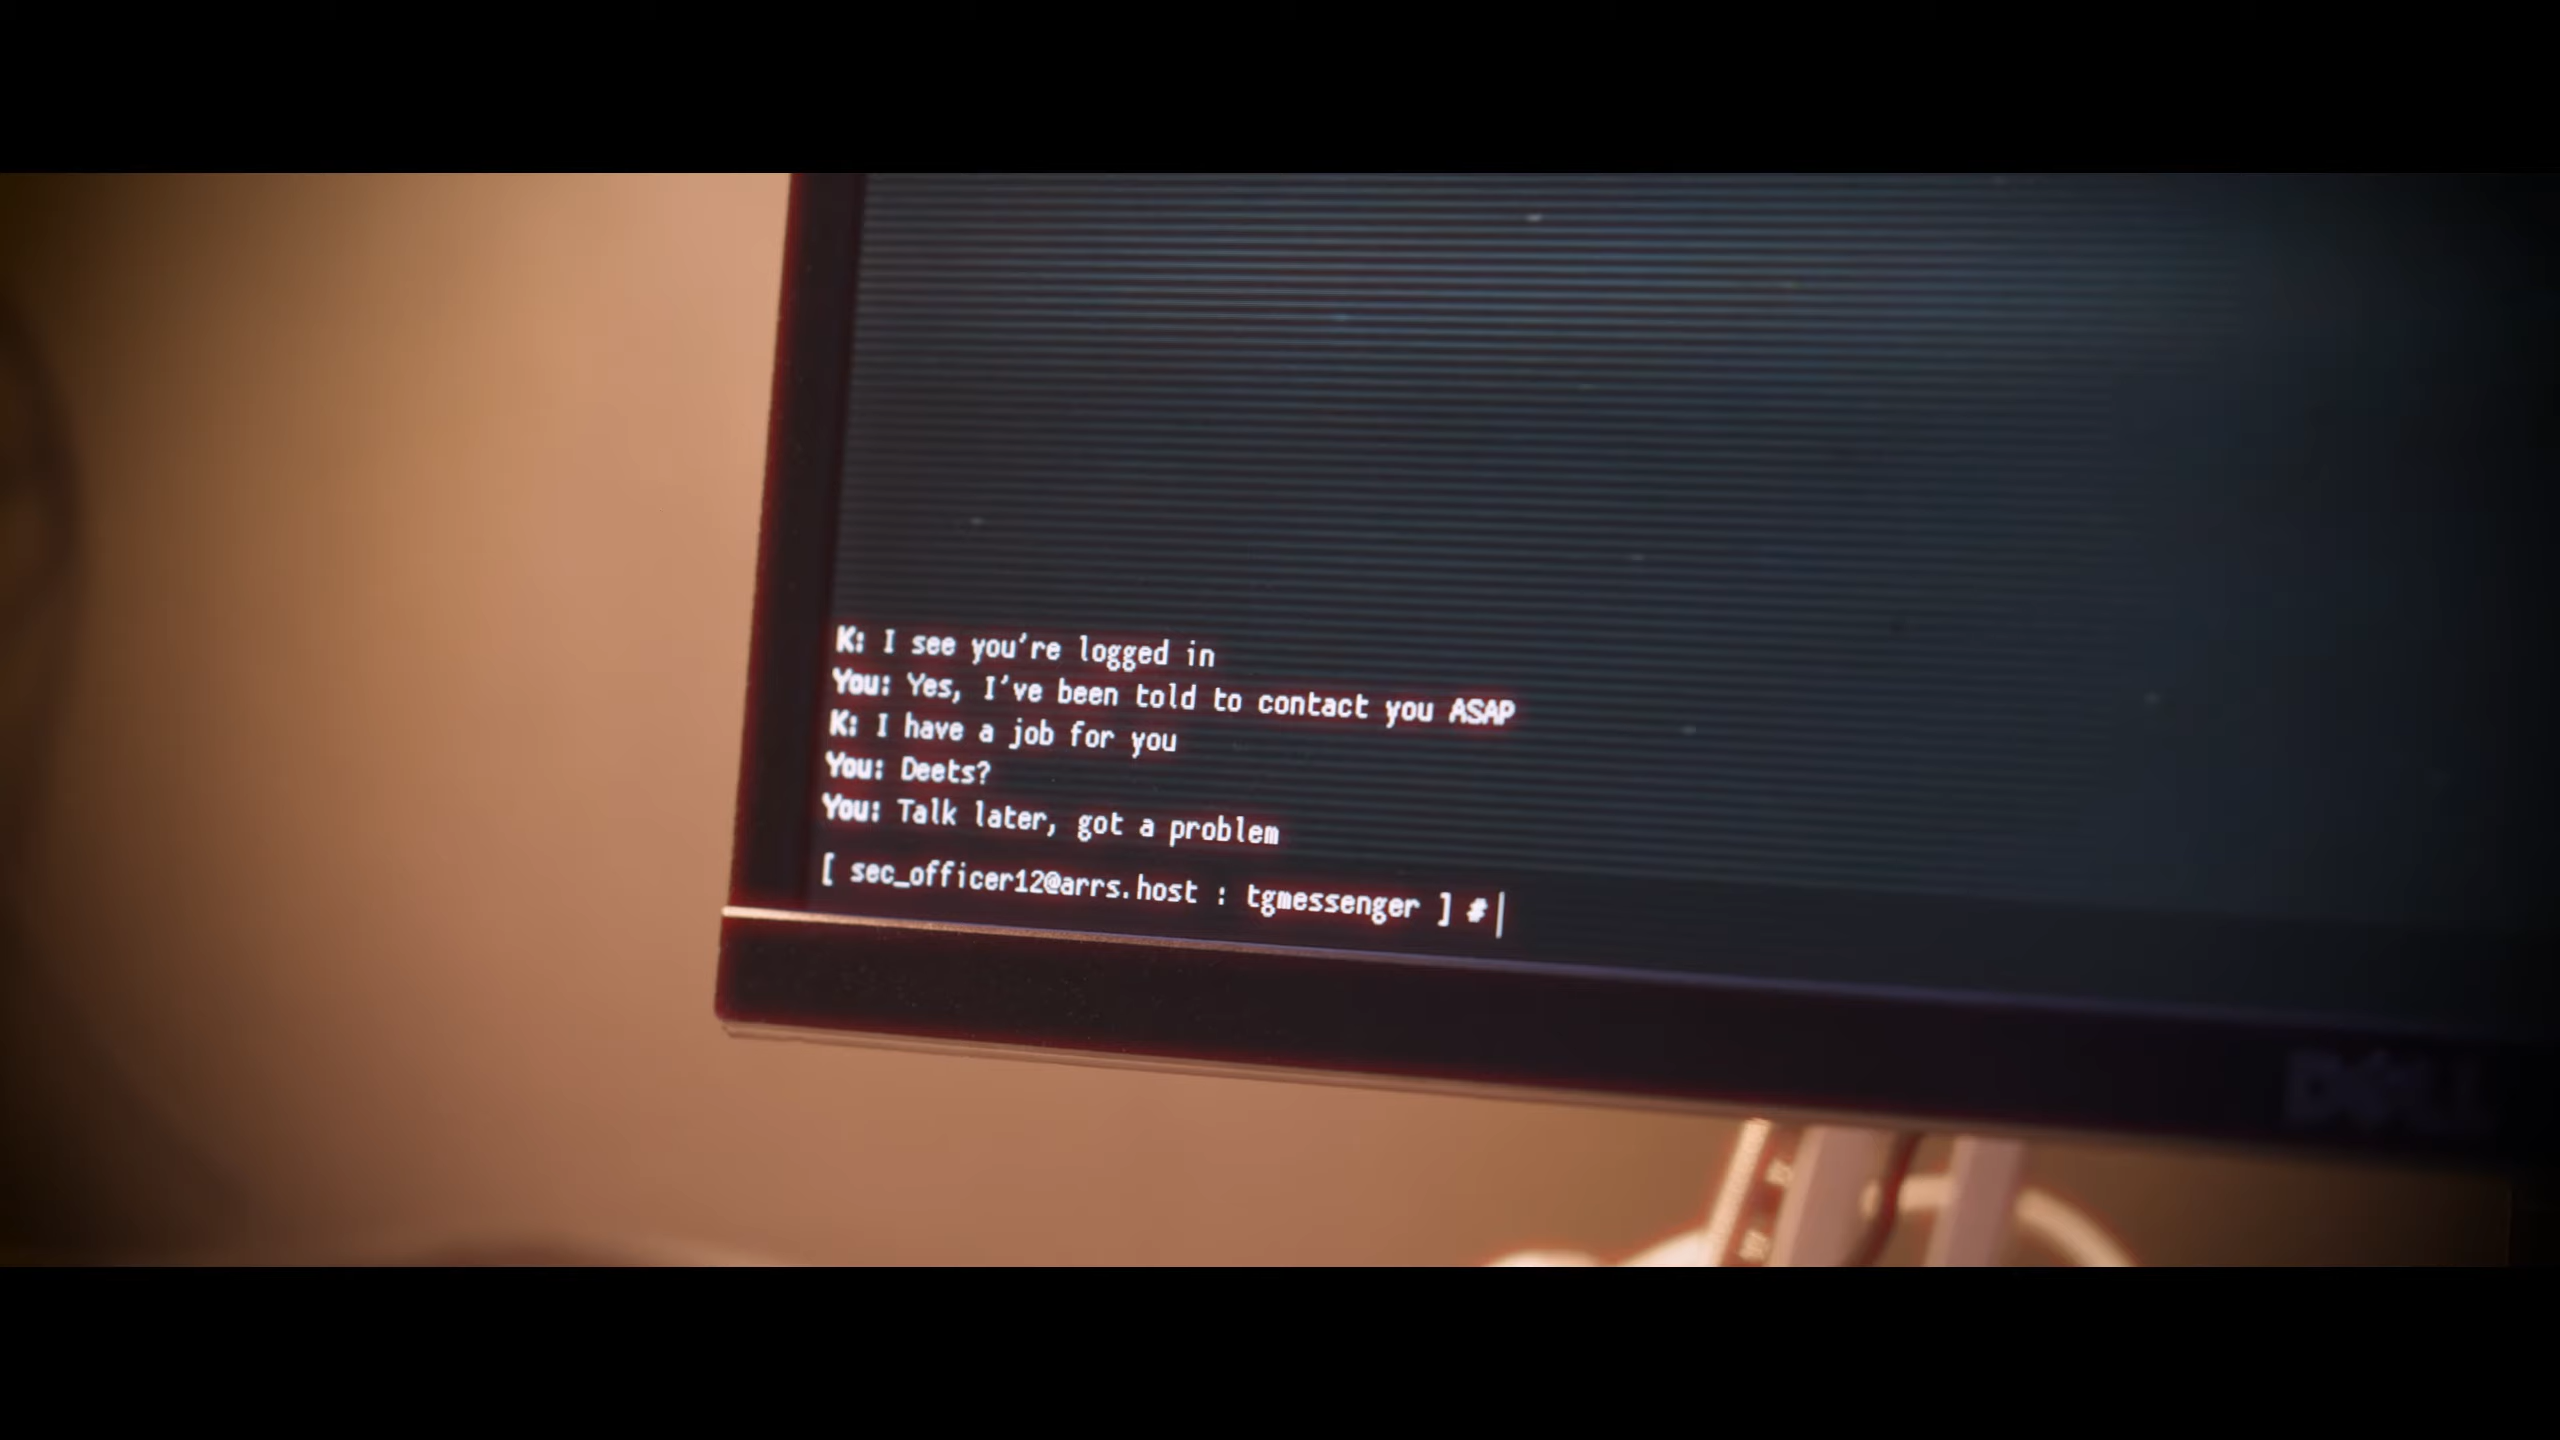 K: I see you're logged in
You: Yes, I've been told to contact you ASAP
K: I have a job for you
You: Deets?
You: Talk later, got a problem
[ sec_officer12@arrs.host : tgmessenger ] #
DELL